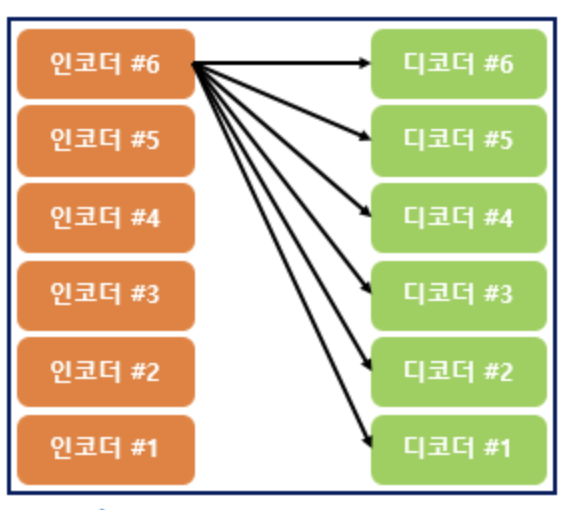 인코더 #6 디코더 #6
인코더 #5 디코더 #5
인코더 #4 디코더 #4
인코더 #3 디코더 #3
인코더 #2 디코더 #2
인코더 #1 디코더 #1